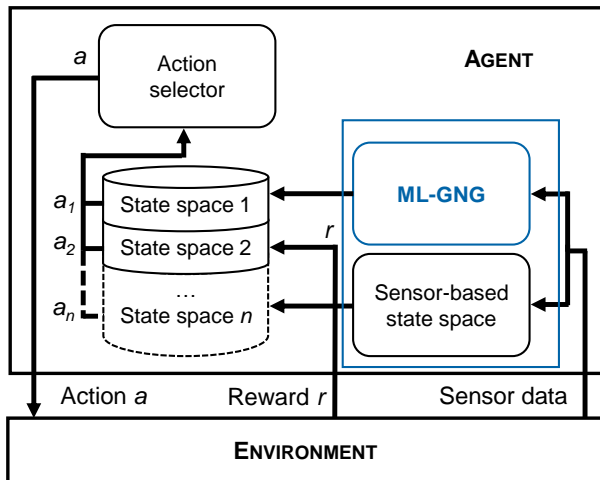 a
Action
selector
AGENT
a1
State space 1
ML-GNG
a2
State space 2
r
...
an
State space n
Sensor-based
state space
Action a
Reward r
Sensor data
ENVIRONMENT